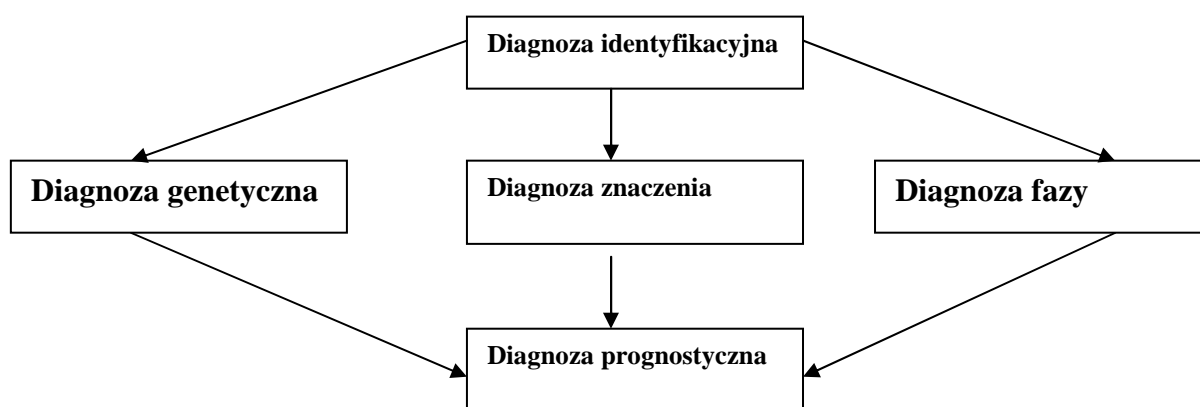 Diagnoza identyfikacyjna
Diagnoza genetyczna
Diagnoza znaczenia
Diagnoza fazy
Diagnoza prognostyczna